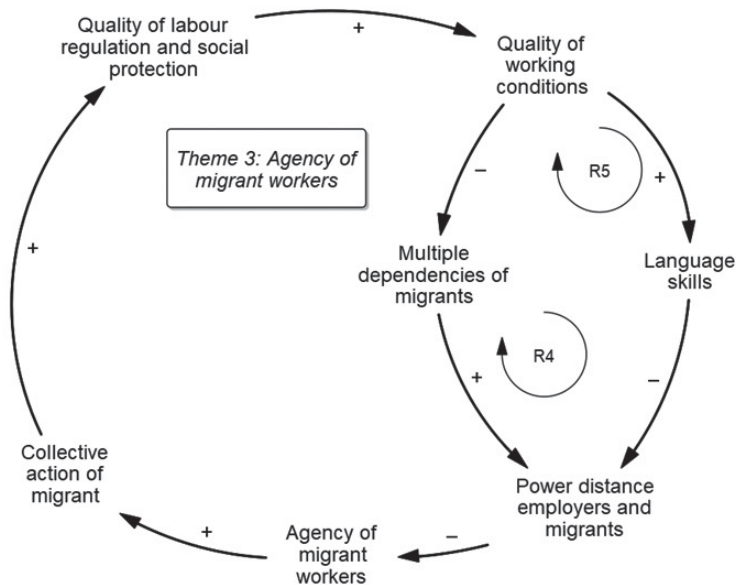 Quality of labour
regulation and social
protection
+
Quality of
working
conditions
Theme 3: Agency of
migrant workers
R5
–
+
Multiple
dependencies of
migrants
Language
skills
+
R4
+
–
Collective
action of
migrant
Power distance
employers and
migrants
+
Agency of
migrant
workers
–